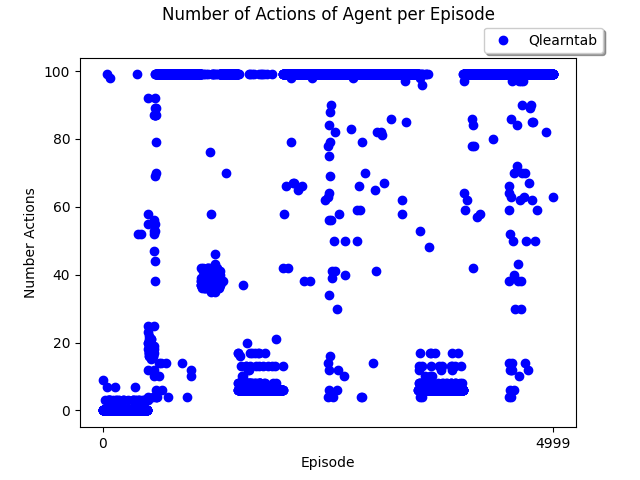 Number of Actions of Agent per Episode
Qlearntab
100
80
60
40
20
0
Number Actions
0
4999
Episode